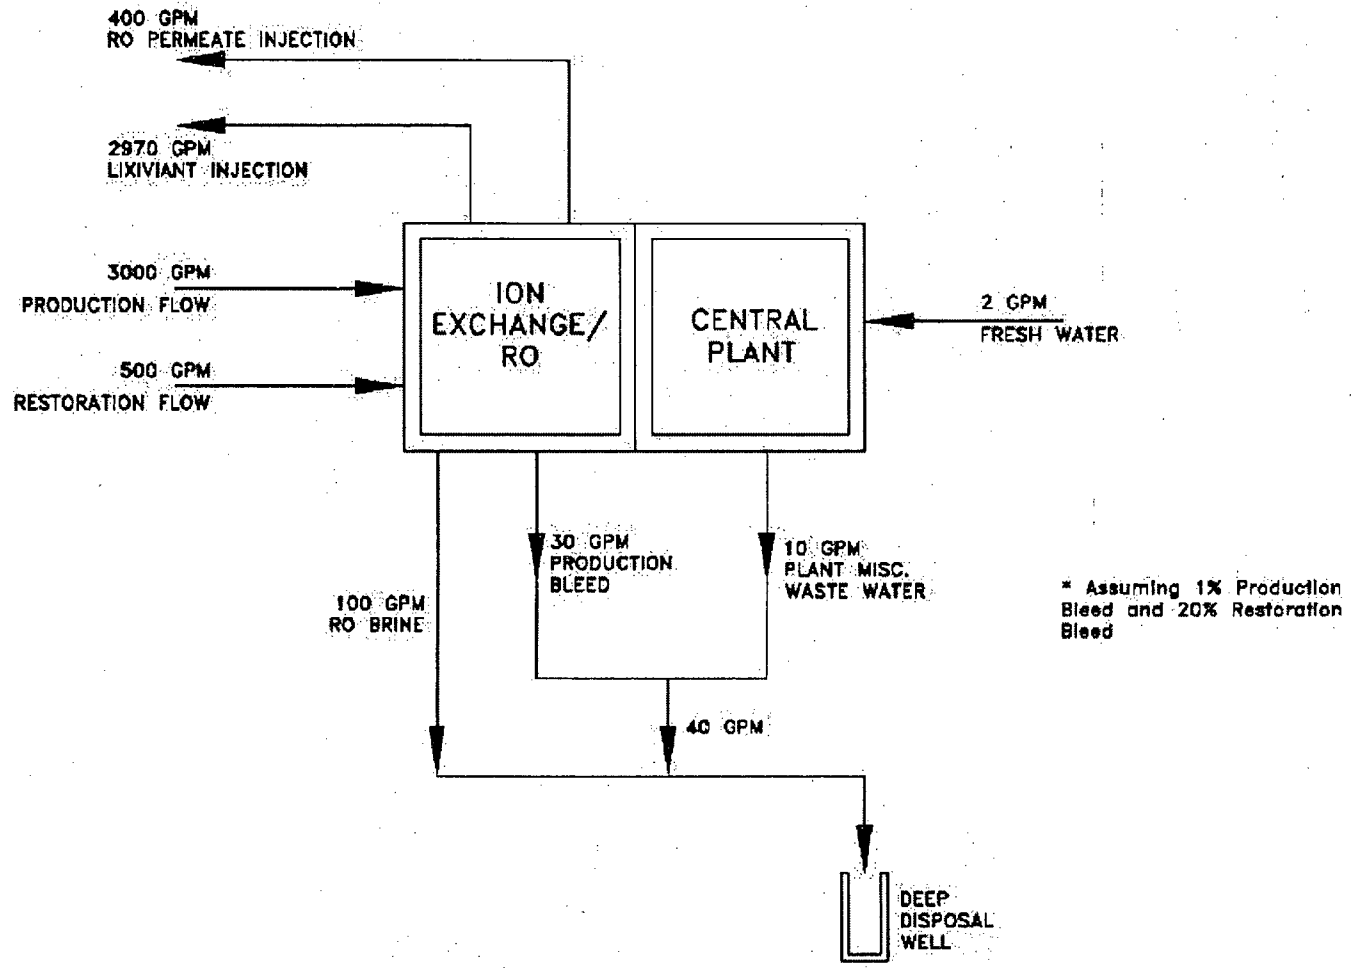 400 GPM
RO PERMEATE INJECTION
2970 GPM
LIXIVIANT INJECTION
3000 GPM
PRODUCTION FLOW
500 GPM
RESTORATION FLOW
ION
EXCHANGE/
RO
CENTRAL
PLANT
2 GPM
FRESH WATER
30 GPM
PRODUCTION
BLEED
10 GPM
PLANT MISC.
WASTE WATER
100 GPM
RO BRINE
* Assuming 1% Production
Bleed and 20% Restoration
Bleed
40 GPM
DEEP
DISPOSAL
WELL